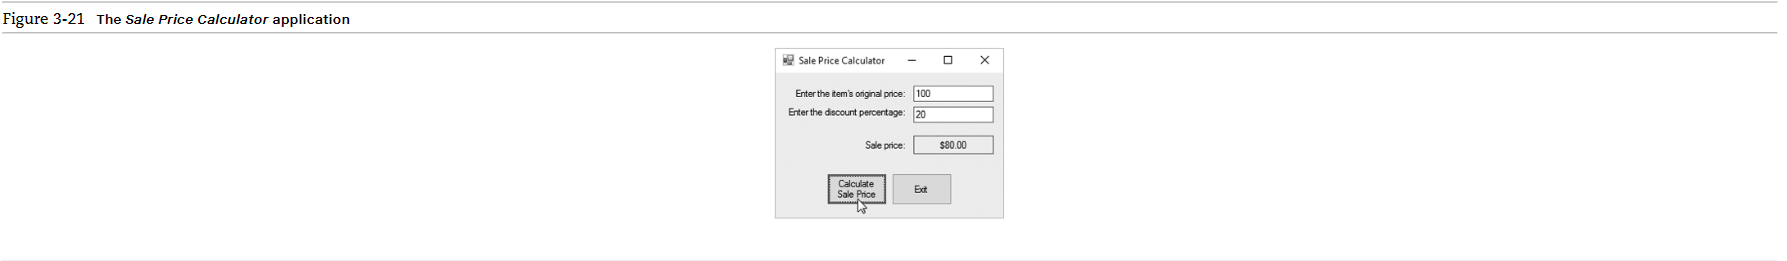 Figure 3-21 The Sale Price Calculator application
Sale Price Calculator
Enter the item's original price: 100
Enter the discount percentage: 20
Sale price: $80.00
Calculate
Sale Price
Exit